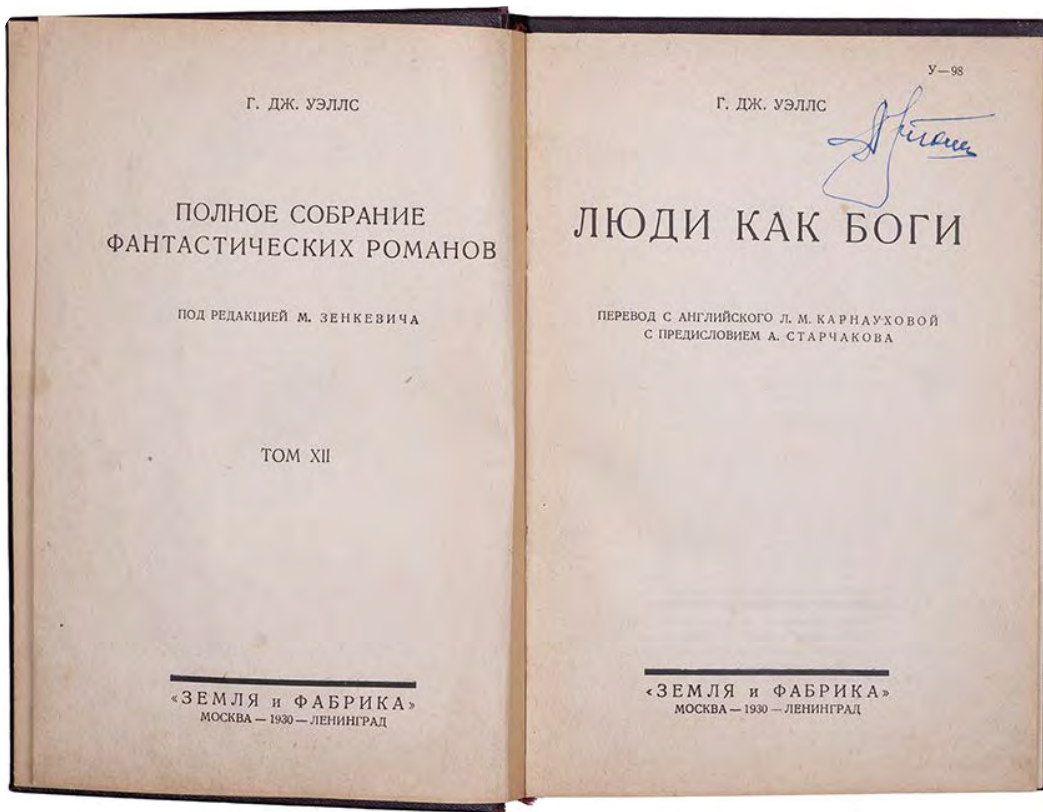 Г. ДЖ. УЭЛЛС
ПОЛНОЕ СОБРАНИЕ
ФАНТАСТИЧЕСКИХ РОМАНОВ
ПОД РЕДАКЦИЕЙ М. ЗЕНКЕВИЧА
ТОМ XII
«ЗЕМЛЯ и ФАБРИКА»
МОСКВА — 1930 — ЛЕНИНГРАД
У—98
Г. ДЖ. УЭЛЛС
ЛЮДИ КАК БОГИ
ПЕРЕВОД С АНГЛИЙСКОГО Л. М. КАРНАУХОВОЙ
С ПРЕДИСЛОВИЕМ А. СТАРЧАКОВА
«ЗЕМЛЯ и ФАБРИКА»
МОСКВА — 1930 — ЛЕНИНГРАД